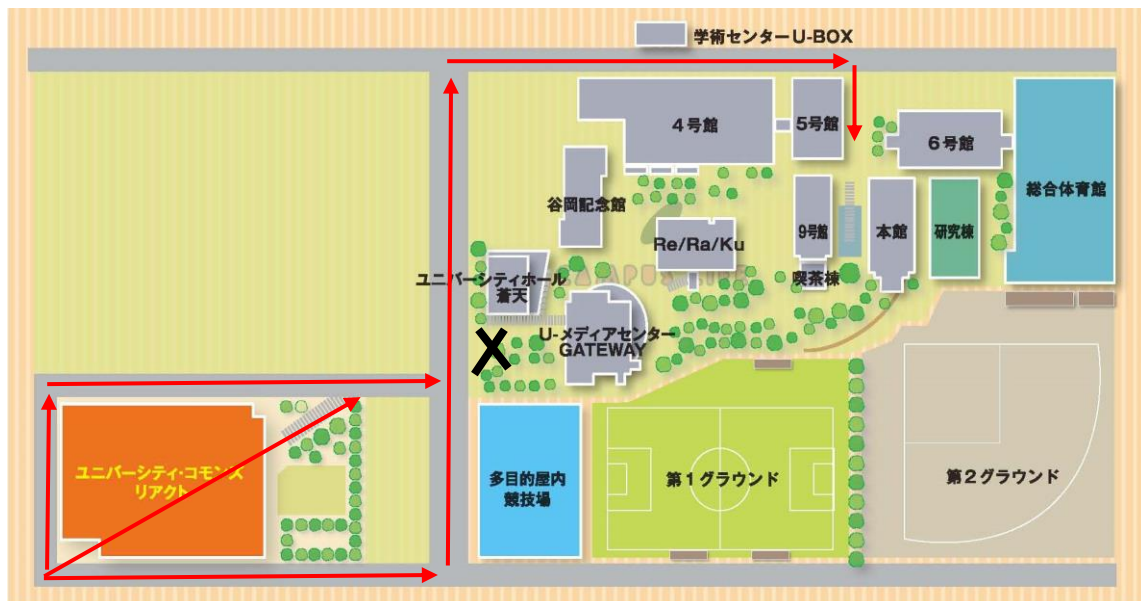 学術センターU-BOX
4号館
5号館
6号館
総合体育館
谷岡記念館
Re/Ra/Ku
9号館
本館
研究棟
喫茶棟
ユニバーシティホール
蒼天
U-メディアセンター
GATEWAY
X
ユニバーシティ・コモンズ
リアクト
多目的屋内
競技場
第1グラウンド
第2グラウンド